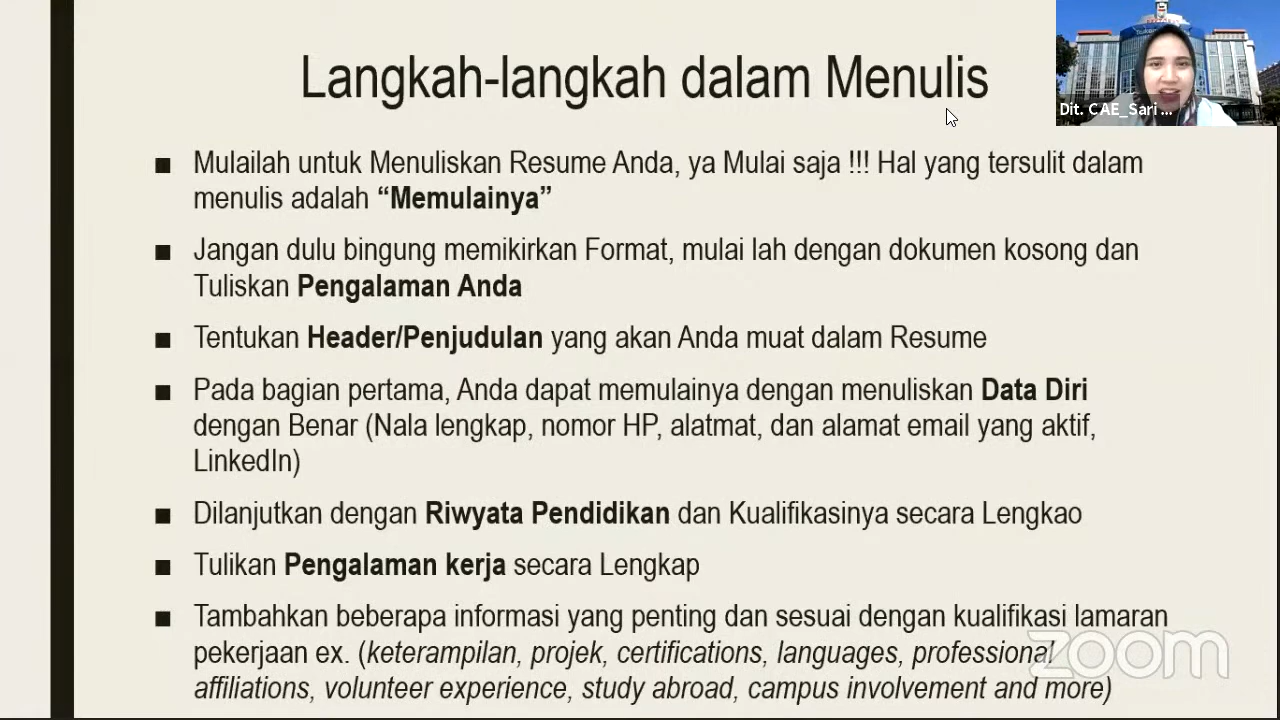 Langkah-langkah dalam Menulis
Dit. CAE_Sari ...
■ Mulailah untuk Menuliskan Resume Anda, ya Mulai saja !!! Hal yang tersulit dalam
menulis adalah “Memulainya”
■ Jangan dulu bingung memikirkan Format, mulai lah dengan dokumen kosong dan
Tuliskan Pengalaman Anda
■ Tentukan Header/Penjudulan yang akan Anda muat dalam Resume
■ Pada bagian pertama, Anda dapat memulainya dengan menuliskan Data Diri
dengan Benar (Nala lengkap, nomor HP, alatmat, dan alamat email yang aktif,
LinkedIn)
■ Dilanjutkan dengan Riwyata Pendidikan dan Kualifikasinya secara Lengkao
■ Tulikan Pengalaman kerja secara Lengkap
■ Tambahkan beberapa informasi yang penting dan sesuai dengan kualifikasi lamaran
pekerjaan ex. (keterampilan, projek, certifications, languages, professional
affiliations, volunteer experience, study abroad, campus involvement and more)
zoom